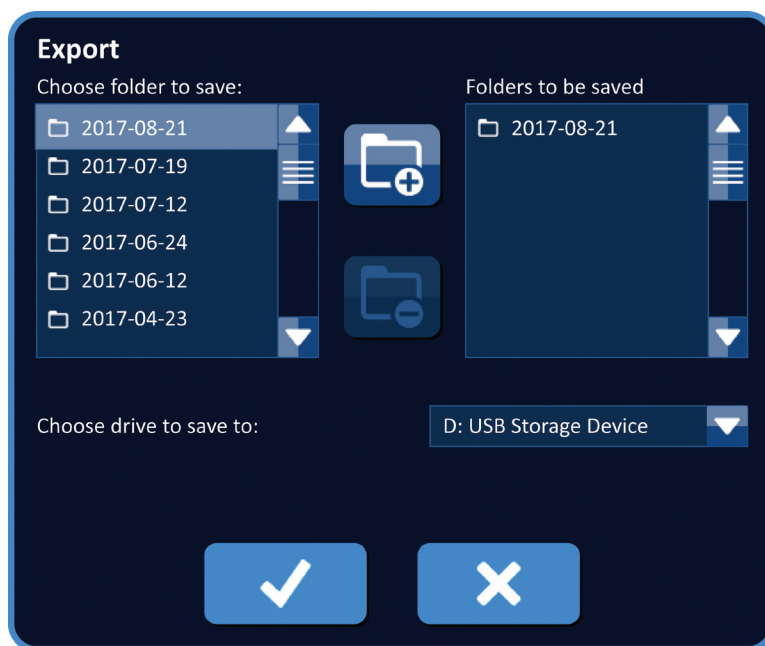 Export
Choose folder to save:
2017-08-21
2017-07-19
2017-07-12
2017-06-24
2017-06-12
2017-04-23
Folders to be saved
2017-08-21
Choose drive to save to:
D: USB Storage Device